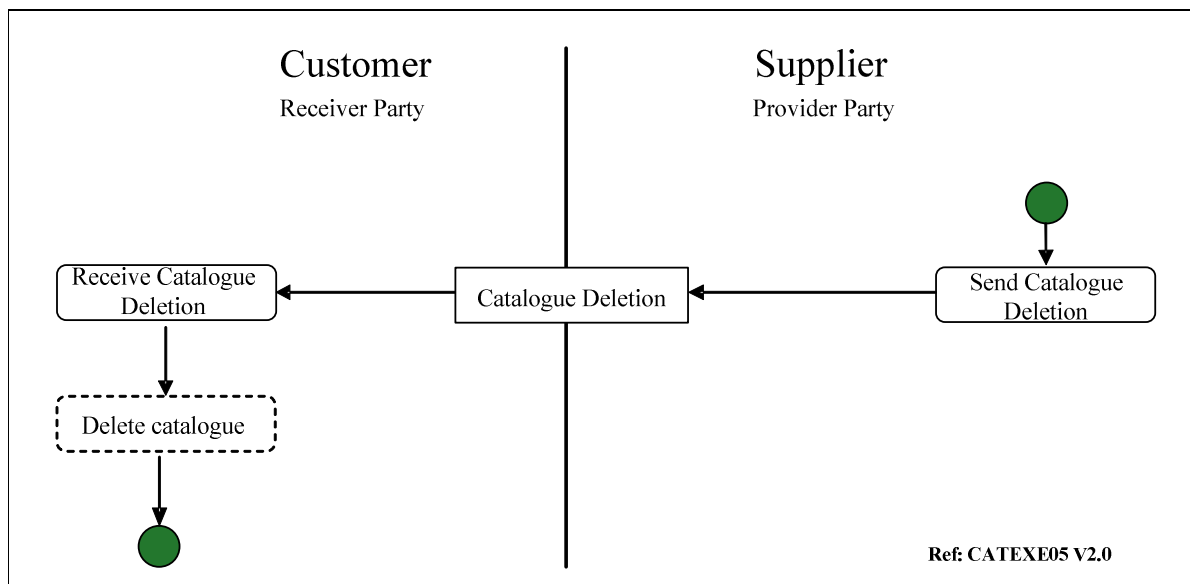 Customer
Supplier
Receiver Party
Provider Party
Receive Catalogue
Deletion
Catalogue Deletion
Send Catalogue
Deletion
Delete catalogue
Ref: CATEXE05 V2.0